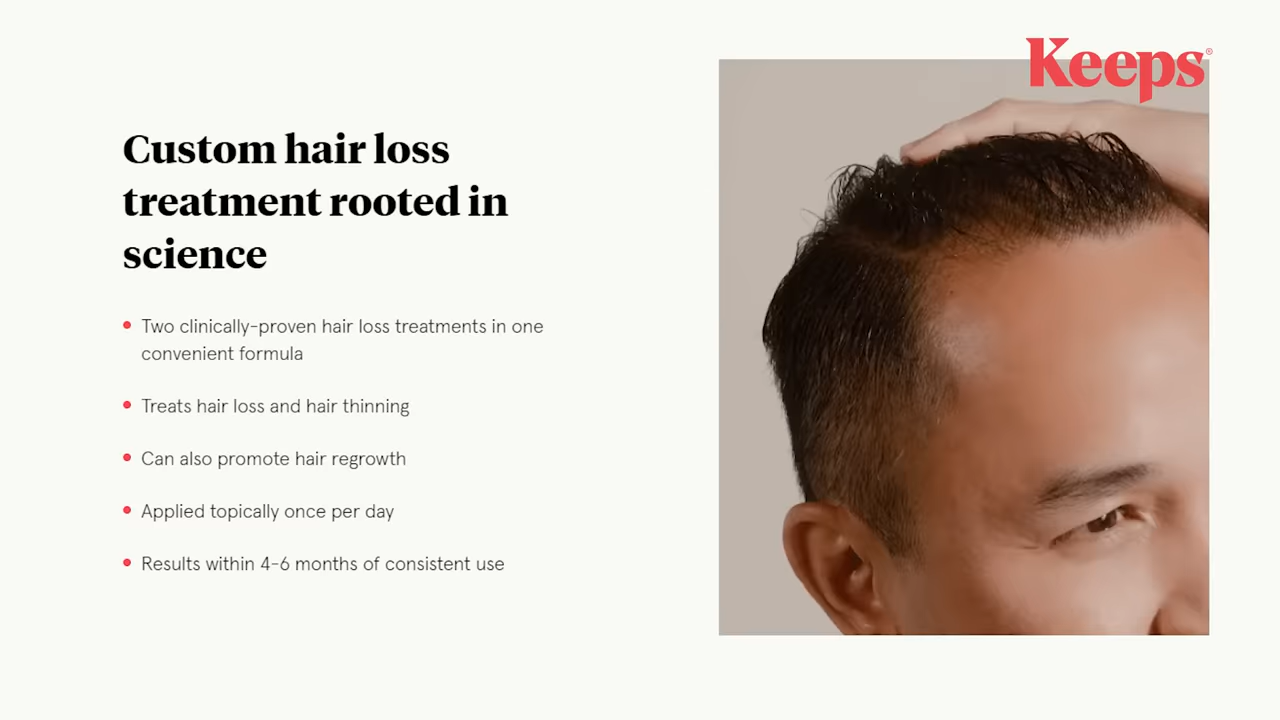 Keeps®
Custom hair loss
treatment rooted in
science
• Two clinically-proven hair loss treatments in one
convenient formula
• Treats hair loss and hair thinning
• Can also promote hair regrowth
• Applied topically once per day
• Results within 4-6 months of consistent use